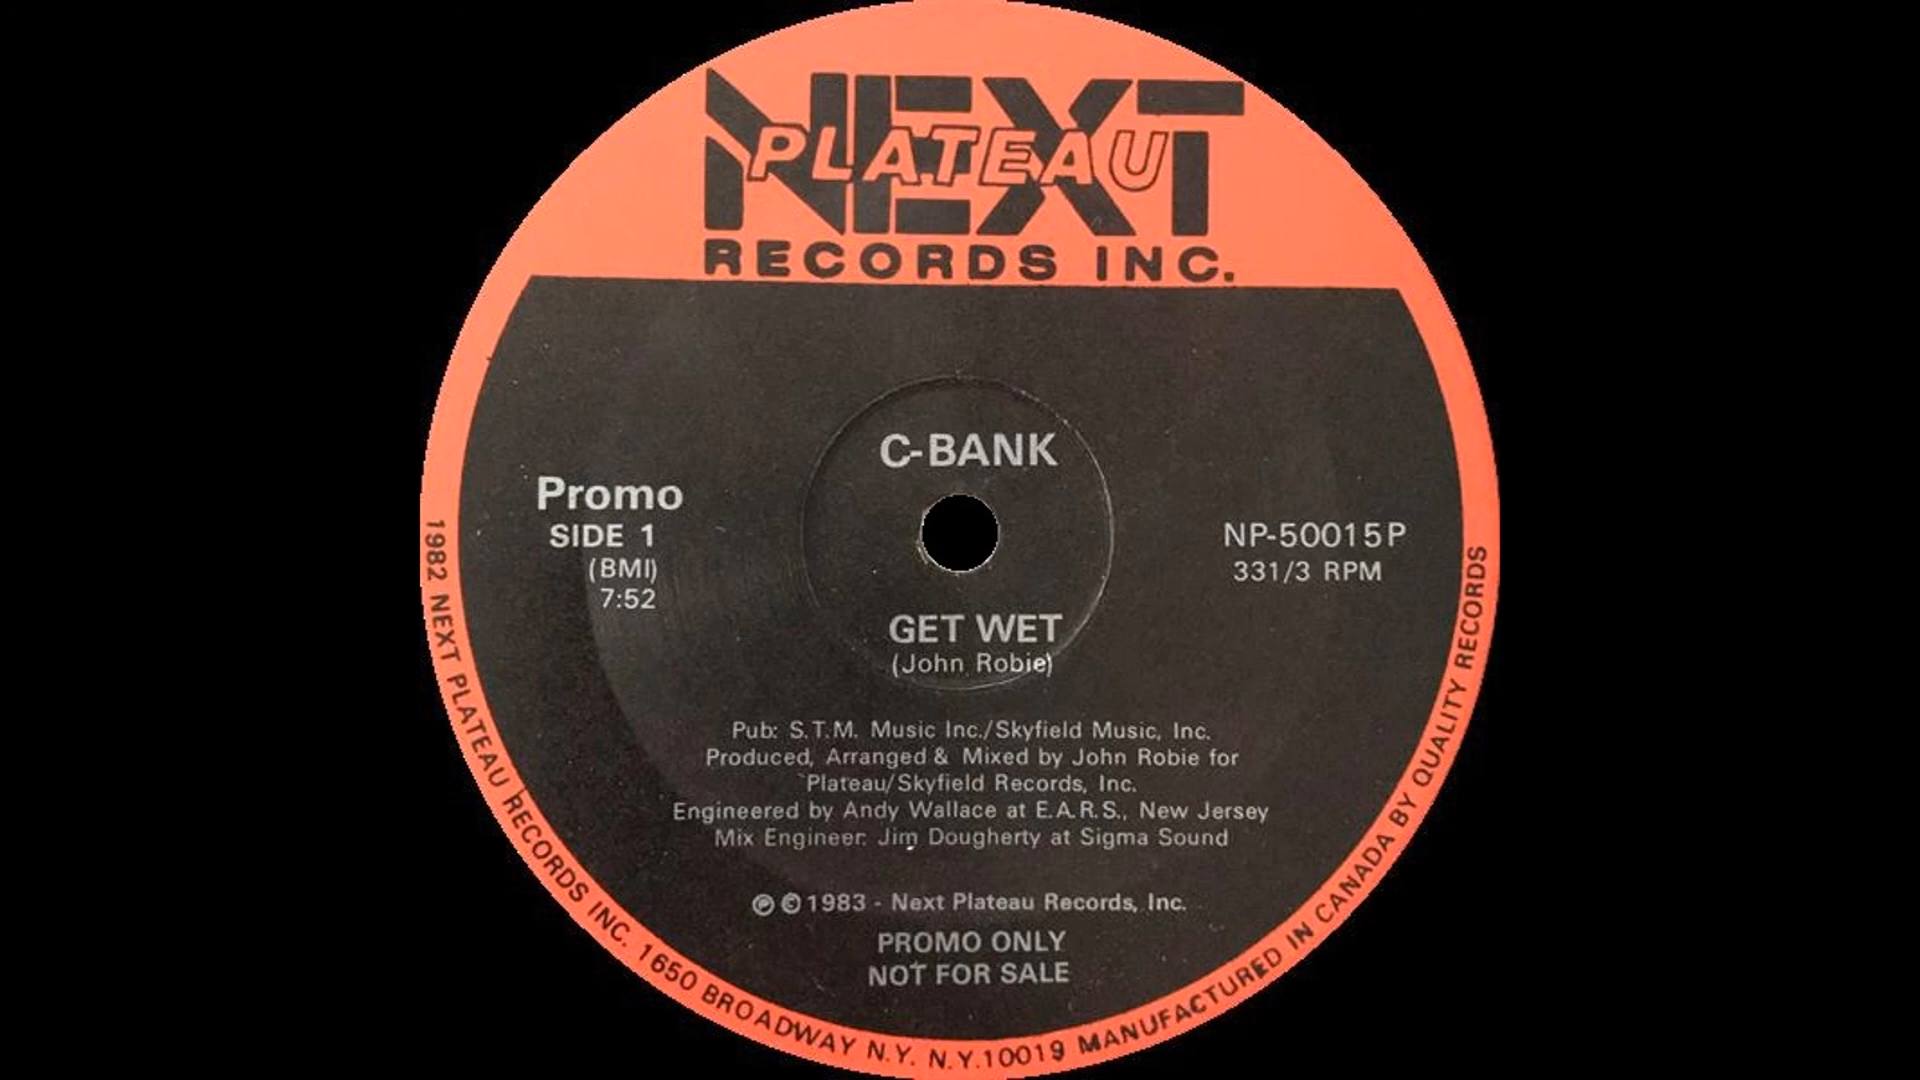 NEXT
PLATEAU
RECORDS INC.
C-BANK
Promo
SIDE 1
(BMI)
7:52
NP-50015P
331/3 RPM
GET WET
(John Robie)
Pub: S.T.M. Music Inc./Skyfield Music, Inc.
Produced, Arranged & Mixed by John Robie for
Plateau/Skyfield Records, Inc.
Engineered by Andy Wallace at E.A.R.S., New Jersey
Mix Engineer: Jim Dougherty at Sigma Sound
℗ © 1983 - Next Plateau Records, Inc.
PROMO ONLY
NOT FOR SALE
1982 NEXT PLATEAU RECORDS INC. 1650 BROADWAY N.Y. N.Y.10019 MANUFACTURED IN CANADA BY QUALITY RECORDS